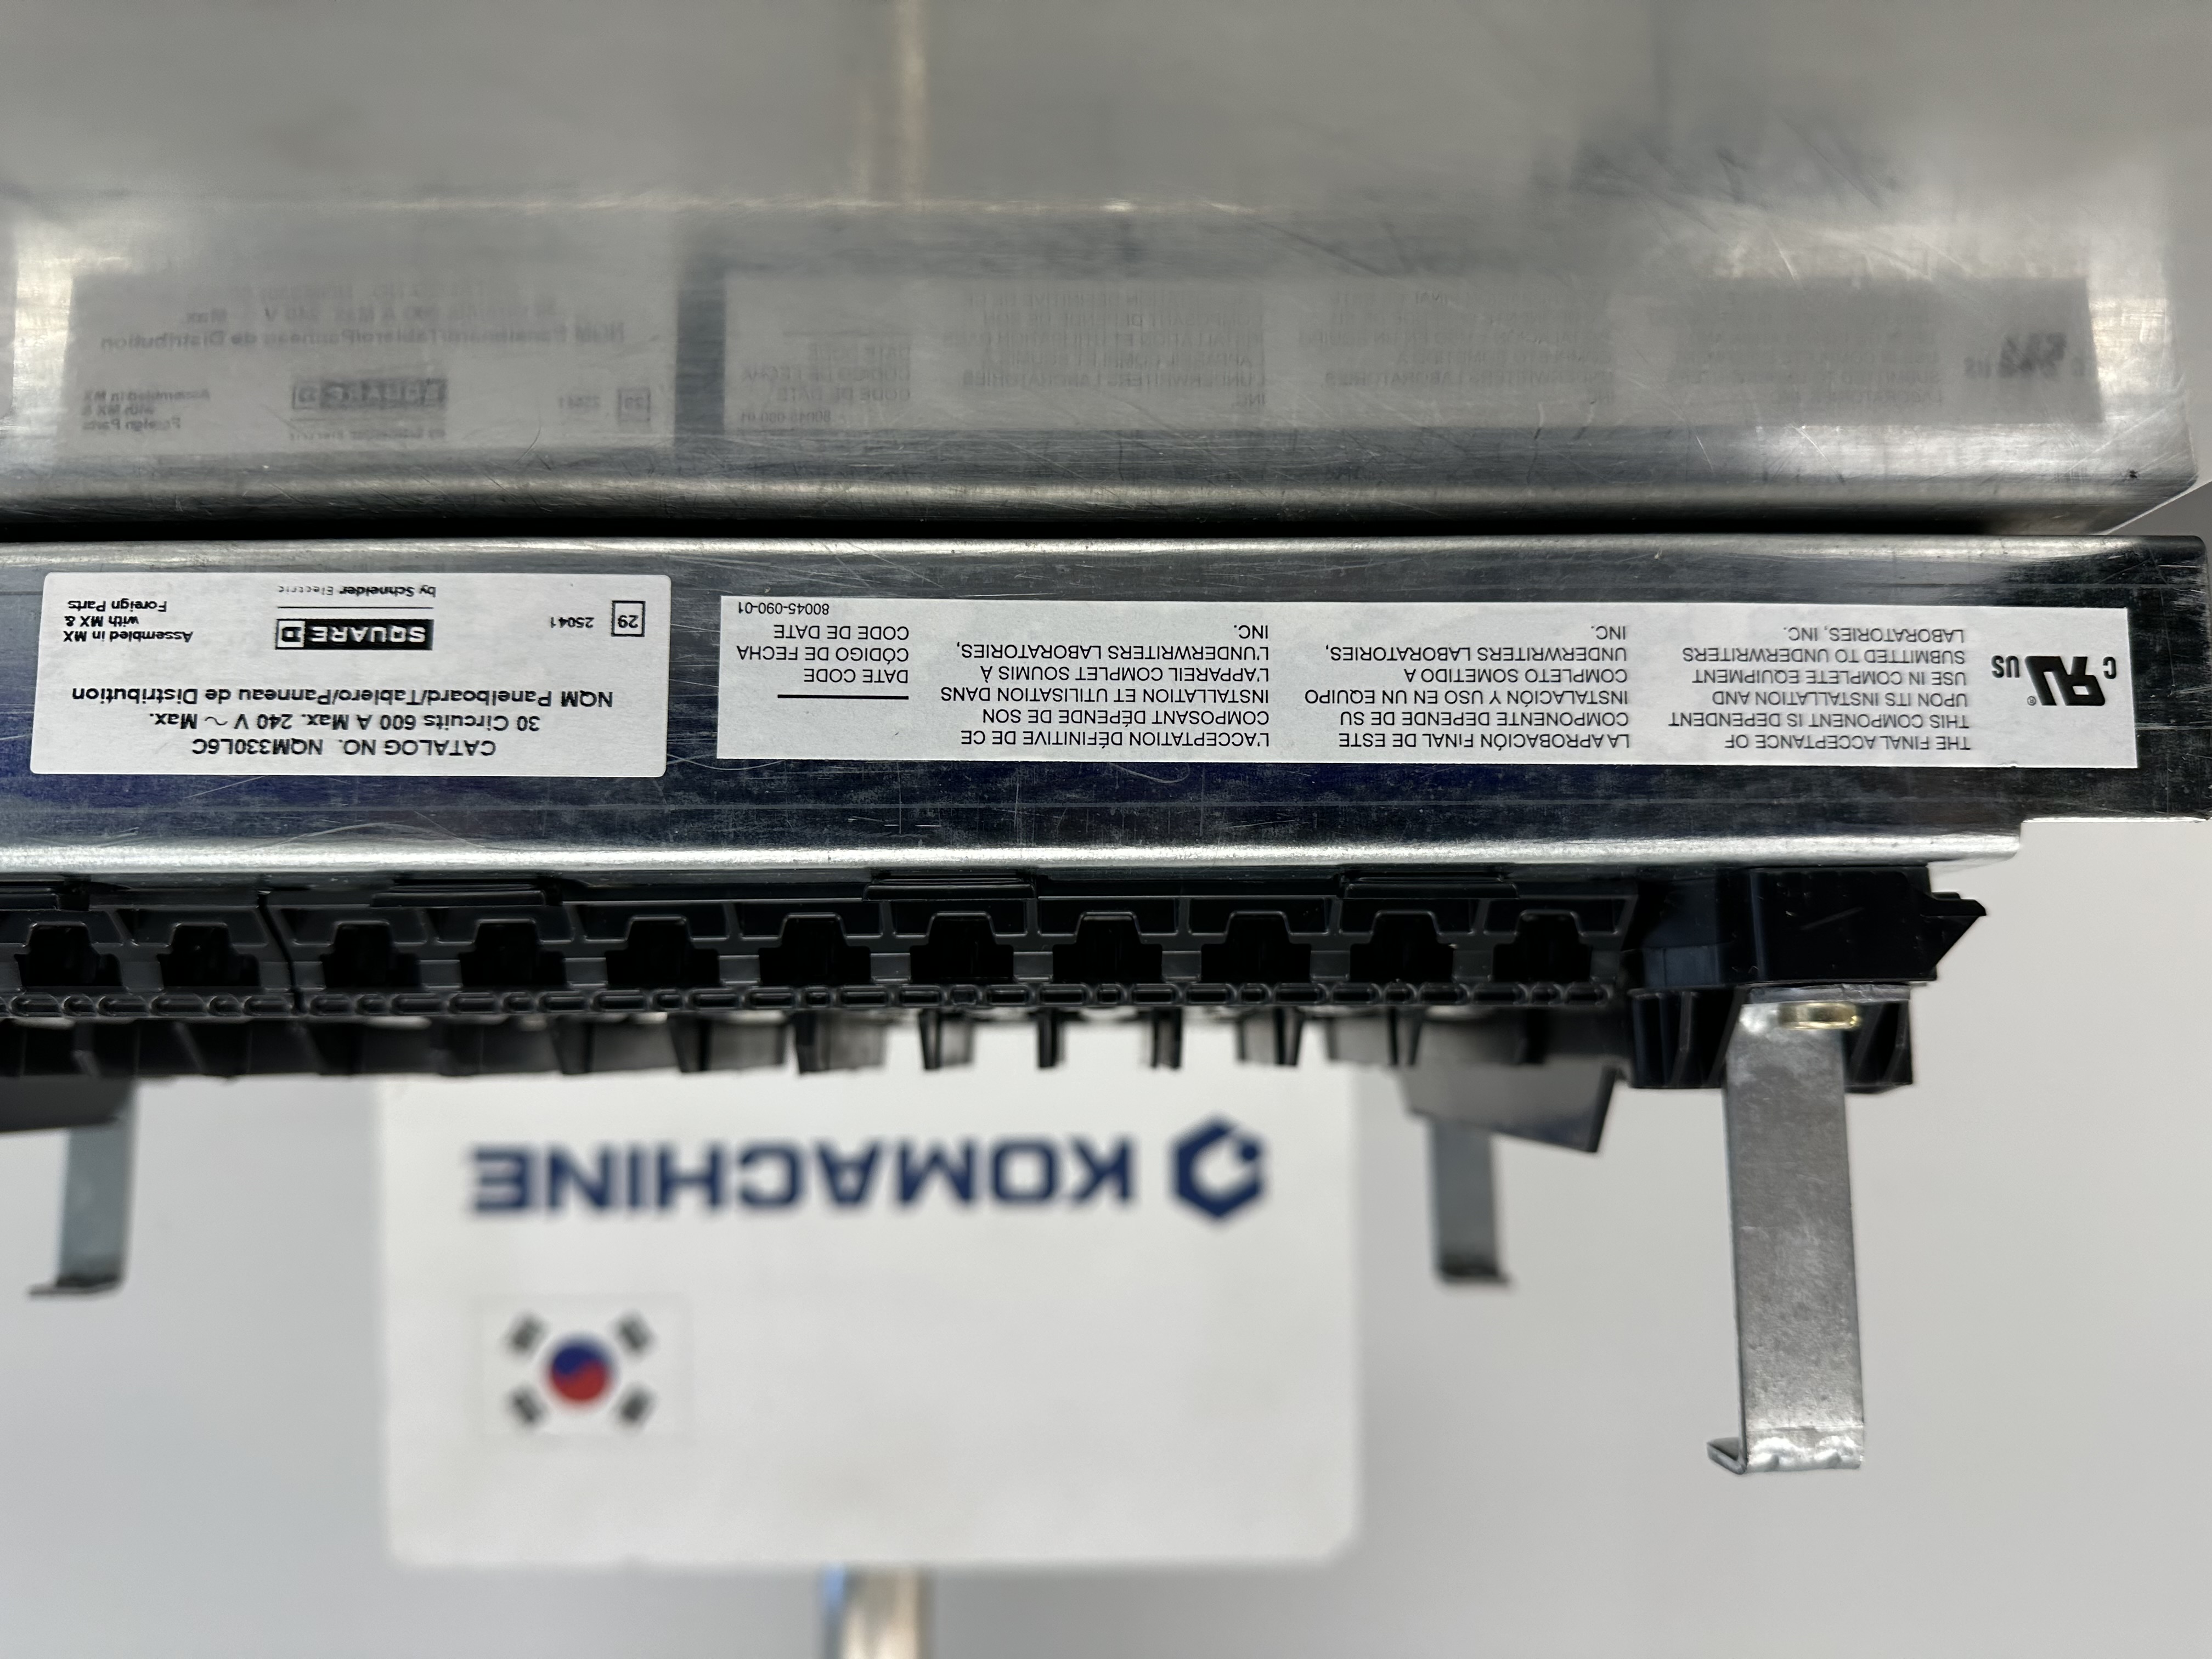 THE FINAL ACCEPTANCE OF
THIS COMPONENT IS DEPENDENT
UPON ITS INSTALLATION AND
USE IN COMPLETE EQUIPMENT
SUBMITTED TO UNDERWRITERS
LABORATORIES, INC.
C
US
®
LA APROBACIÓN FINAL DE ESTE
COMPONENTE DEPENDE DE SU
INSTALACIÓN Y USO EN UN EQUIPO
COMPLETO SOMETIDO A
UNDERWRITERS LABORATORIES,
INC.
L'ACCEPTATION DÉFINITIVE DE CE
COMPOSANT DÉPENDE DE SON
INSTALLATION ET UTILISATION DANS
L'APPAREIL COMPLET SOUMIS À
L'UNDERWRITERS LABORATORIES,
INC.
DATE CODE
CÓDIGO DE FECHA
CODE DE DATE
80045-090-01
CATALOG NO. NQM330L6C
30 Circuits 600 A Max. 240 V ~ Max.
NQM Panelboard/Tablero/Panneau de Distribution
29
25041
SQUARE D
by Schneider Electric
Assembled in MX
with MX &
Foreign Parts
KOMACHINE